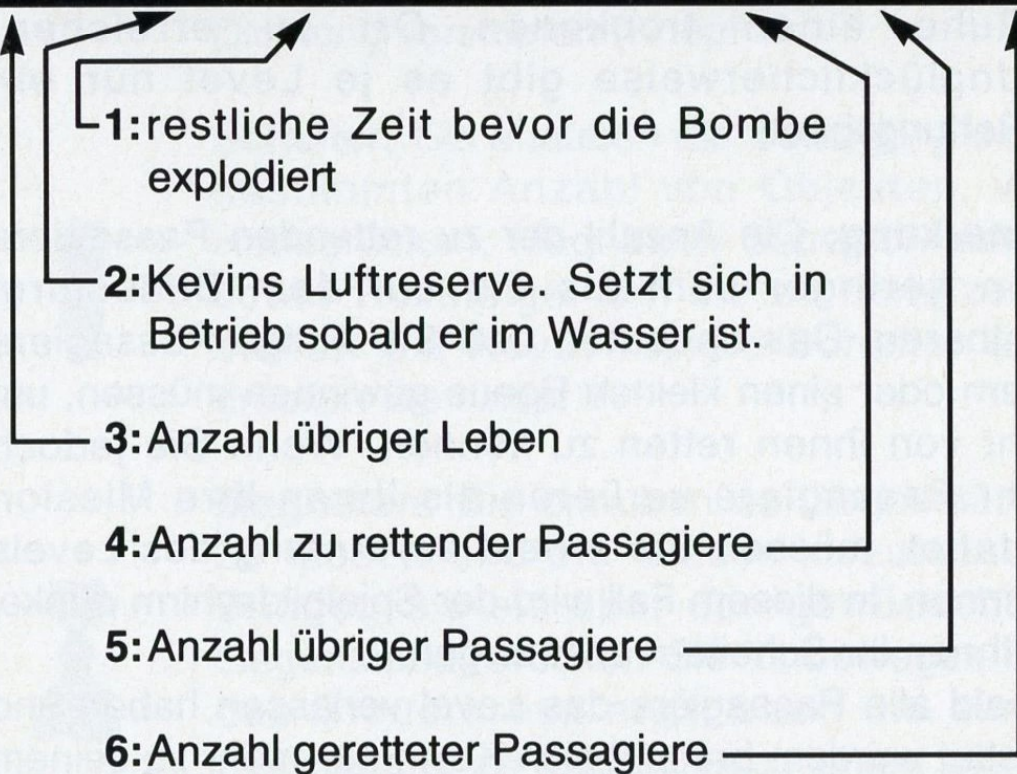 1: restliche Zeit bevor die Bombe
explodiert
2: Kevins Luftreserve. Setzt sich in
Betrieb sobald er im Wasser ist.
3: Anzahl übriger Leben
4: Anzahl zu rettender Passagiere
5: Anzahl übriger Passagiere
6: Anzahl geretteter Passagiere